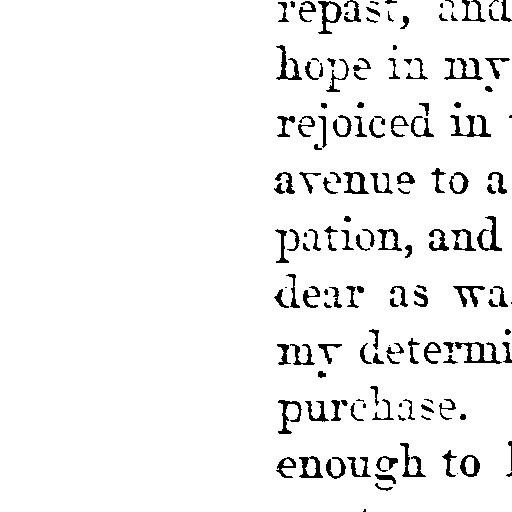 repast, and
hope in my
rejoiced in
avenue to a
pation, and
dear as wa
my determi
purchase.
enough to